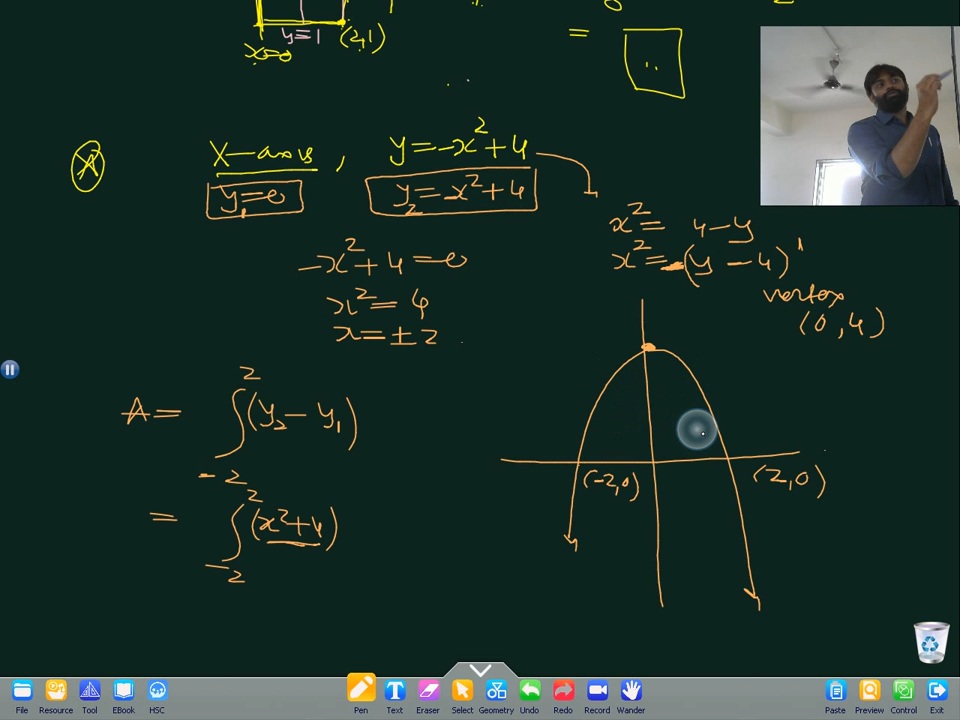 y=1 (2,1)
x=0
=
A X-axis, y=-x²+4
y₁=0 y₂=-x²+4
x² = 4-y
-x²+4=0 x²=-(y-4)¹
x²=4 vertex
x=±2 (0,4)
A= ∫₋₂² (y₂-y₁)
(-2,0) (2,0)
= ∫₋₂² (x²+4)
File Resource Tool EBook HSC Pen Text Eraser Select Geometry Undo Redo Record Wander Paste Preview Control Exit